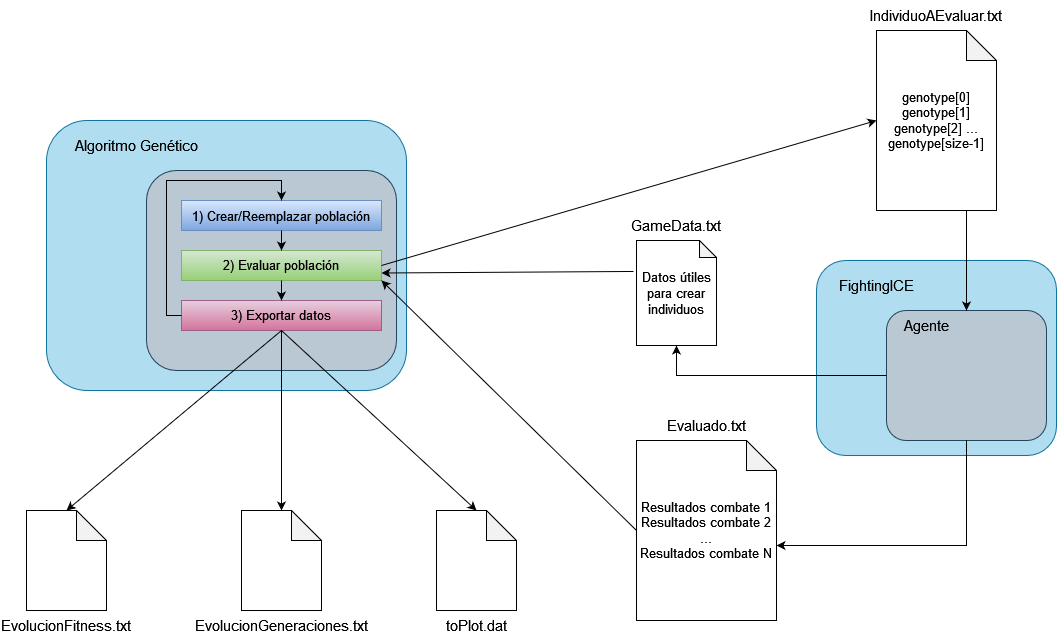 IndividuoAEvaluar.txt
genotype[0]
genotype[1]
genotype[2] ...
genotype[size-1]
Algoritmo Genético
1) Crear/Reemplazar población
2) Evaluar población
3) Exportar datos
GameData.txt
Datos útiles
para crear
individuos
FightingICE
Agente
Evaluado.txt
Resultados combate 1
Resultados combate 2
...
Resultados combate N
EvolucionFitness.txt
EvolucionGeneraciones.txt
toPlot.dat